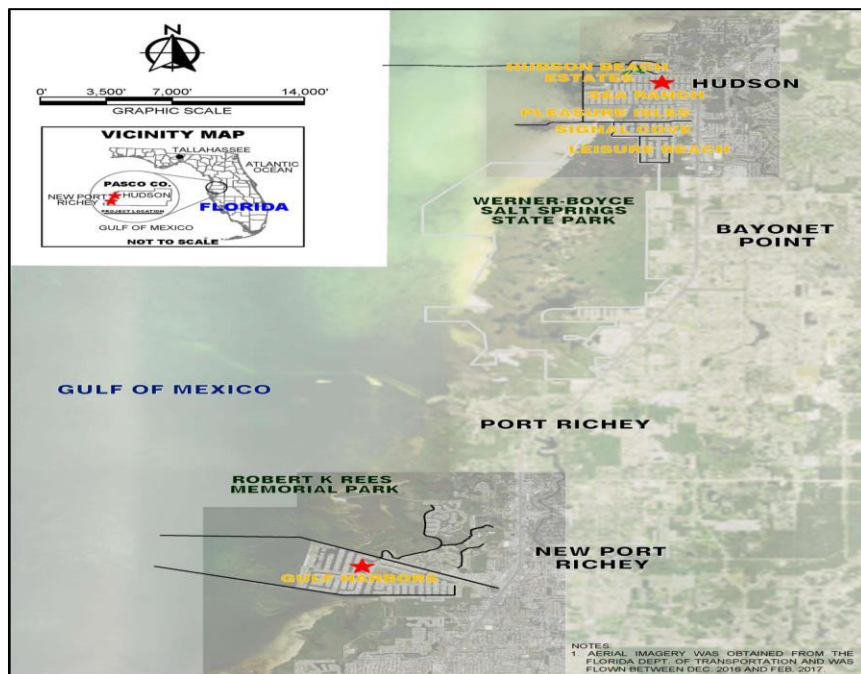 N
0' 3,500' 7,000' 14,000'
GRAPHIC SCALE
VICINITY MAP
TALLAHASSEE
ATLANTIC
OCEAN
PASCO CO.
HUDSON
NEW PORT
RICHEY
PROJECT LOCATION
FLORIDA
GULF OF MEXICO
NOT TO SCALE
HUDSON BEACH
ESTATES
HUDSON
SEA RANCH
PLEASURE ISLES
SIGNAL COVE
LEISURE BEACH
WERNER-BOYCE
SALT SPRINGS
STATE PARK
BAYONET
POINT
GULF OF MEXICO
PORT RICHEY
ROBERT K REES
MEMORIAL PARK
NEW PORT
RICHEY
GULF HARBORS
NOTES:
1. AERIAL IMAGERY WAS OBTAINED FROM THE
FLORIDA DEPT. OF TRANSPORTATION AND WAS
FLOWN BETWEEN DEC. 2016 AND FEB. 2017.